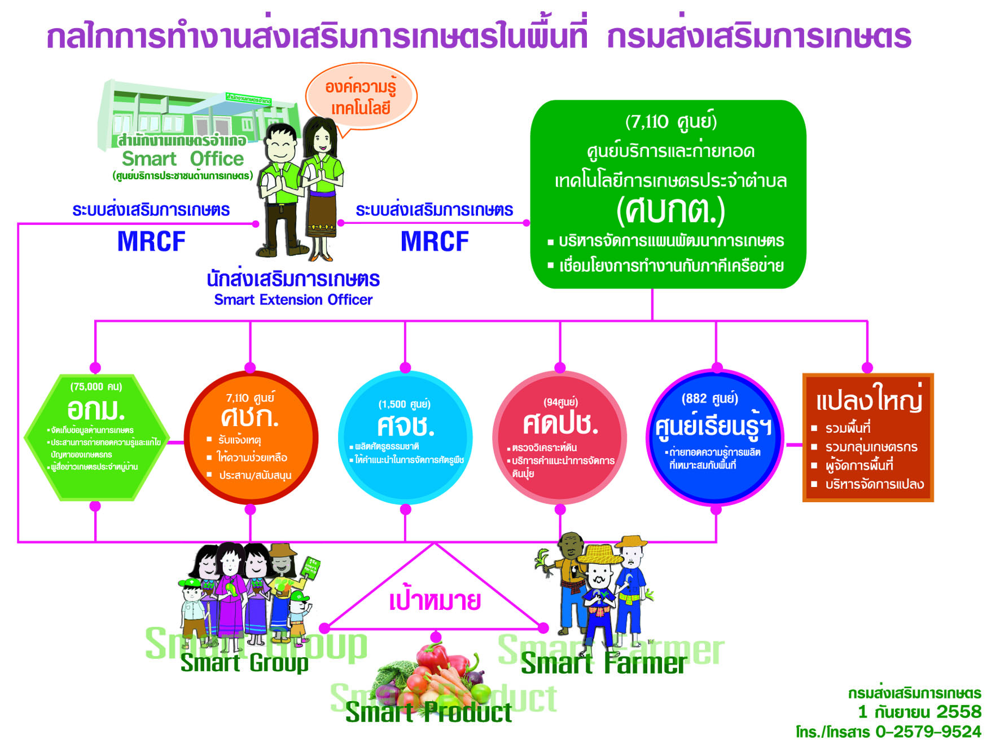 กลไกการทำงานส่งเสริมการเกษตรในพื้นที่ กรมส่งเสริมการเกษตร
องค์ความรู้
เทคโนโลยี
สำนักงานเกษตรอำเภอ
สำนักงานเกษตรอำเภอ
Smart Office
(ศูนย์บริการประชาชนด้านการเกษตร)
ระบบส่งเสริมการเกษตร
MRCF
ระบบส่งเสริมการเกษตร
MRCF
นักส่งเสริมการเกษตร
Smart Extension Officer
(7,110 ศูนย์)
ศูนย์บริการและถ่ายทอด
เทคโนโลยีการเกษตรประจำตำบล
(ศบกต.)
▪ บริหารจัดการแผนพัฒนาการเกษตร
▪ เชื่อมโยงการทำงานกับภาคีเครือข่าย
(75,000 คน)
อกม.
▪ จัดเก็บข้อมูลด้านการเกษตร
▪ ประสานการถ่ายทอดความรู้และแก้ไข
ปัญหาของเกษตรกร
▪ ผู้สื่อข่าวเกษตรประจำหมู่บ้าน
7,110 ศูนย์
ศชก.
▪ รับแจ้งเหตุ
▪ ให้ความช่วยเหลือ
▪ ประสาน/สนับสนุน
(1,500 ศูนย์)
ศจช.
▪ ผลิตศัตรูธรรมชาติ
▪ ให้คำแนะนำในการจัดการศัตรูพืช
(94ศูนย์)
ศดปช.
▪ ตรวจวิเคราะห์ดิน
▪ บริการคำแนะนำการจัดการ
ดินปุ๋ย
(882 ศูนย์)
ศูนย์เรียนรู้ฯ
▪ ถ่ายทอดความรู้การผลิต
ที่เหมาะสมกับพื้นที่
แปลงใหญ่
▪ รวมพื้นที่
▪ รวมกลุ่มเกษตรกร
▪ ผู้จัดการพื้นที่
▪ บริหารจัดการแปลง
เป้าหมาย
Smart Group
Smart Group
Smart Farmer
Smart Farmer
Smart Product
Smart Product
กรมส่งเสริมการเกษตร
1 กันยายน 2558
โทร./โทรสาร 0-2579-9524